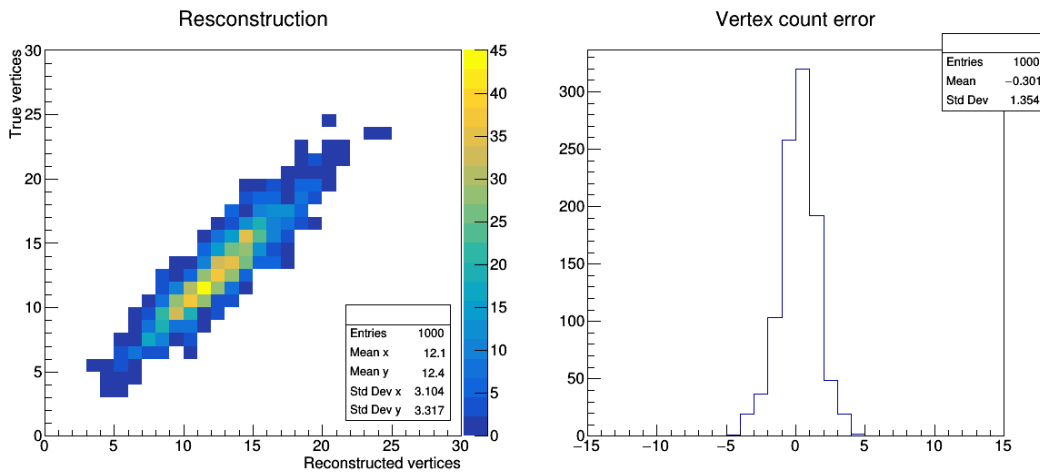 Resconstruction
True vertices
30
25
20
15
10
5
0
0 5 10 15 20 25 30
Reconstructed vertices
45
40
35
30
25
20
15
10
5
0
Entries 1000
Mean x 12.1
Mean y 12.4
Std Dev x 3.104
Std Dev y 3.317
Vertex count error
300
250
200
150
100
50
0
−15 −10 −5 0 5 10 15
Entries 1000
Mean −0.301
Std Dev 1.354